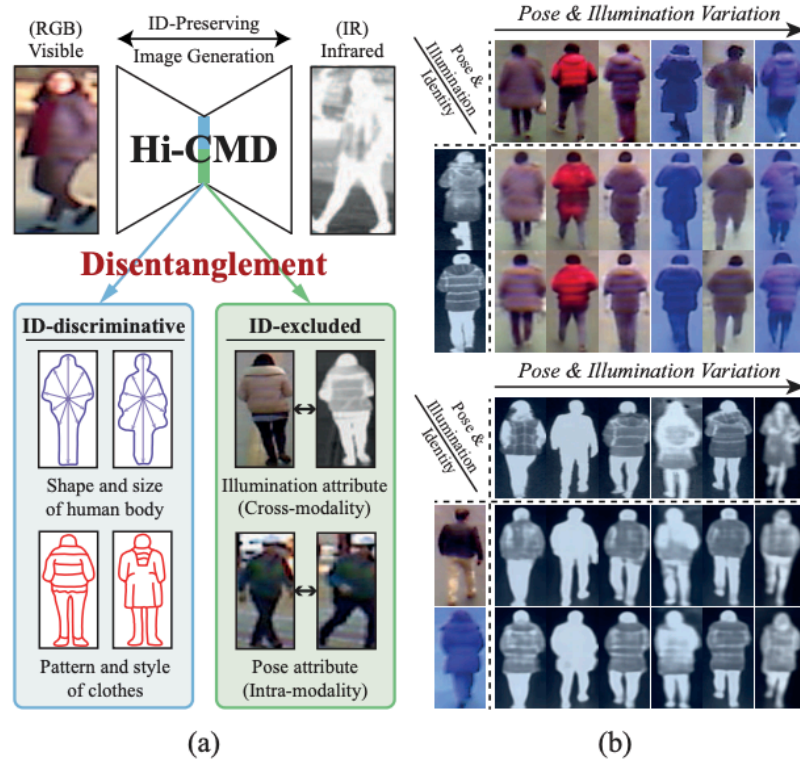 (RGB)
Visible
ID-Preserving
Image Generation
(IR)
Infrared
Hi-CMD
Disentanglement
ID-discriminative
Shape and size
of human body
Pattern and style
of clothes
ID-excluded
Illumination attribute
(Cross-modality)
Pose attribute
(Intra-modality)
(a)
Pose & Illumination Variation
Pose &
Illumination
Identity
Pose & Illumination Variation
Pose &
Illumination
Identity
(b)